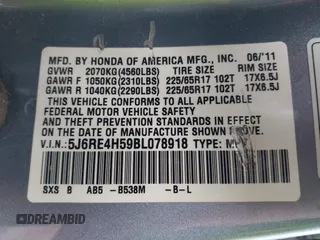 MFD. BY HONDA OF AMERICA MFG., INC. 06/'11
GVWR 2070KG(4560LBS) TIRE SIZE RIM SIZE
GAWR F 1050KG(2310LBS) 225/65R17 102T 17X6.5J
GAWR R 1040KG(2290LBS) 225/65R17 102T 17X6.5J
THIS VEHICLE CONFORMS TO ALL APPLICABLE
FEDERAL MOTOR VEHICLE SAFETY STANDARDS IN
EFFECT ON THE DATE OF MANUFACTURE SHOWN ABOVE.
V.I.N.: 5J6RE4H59BL078918 TYPE:
SXS B AB5 -B538M -B-L
DREAMBID